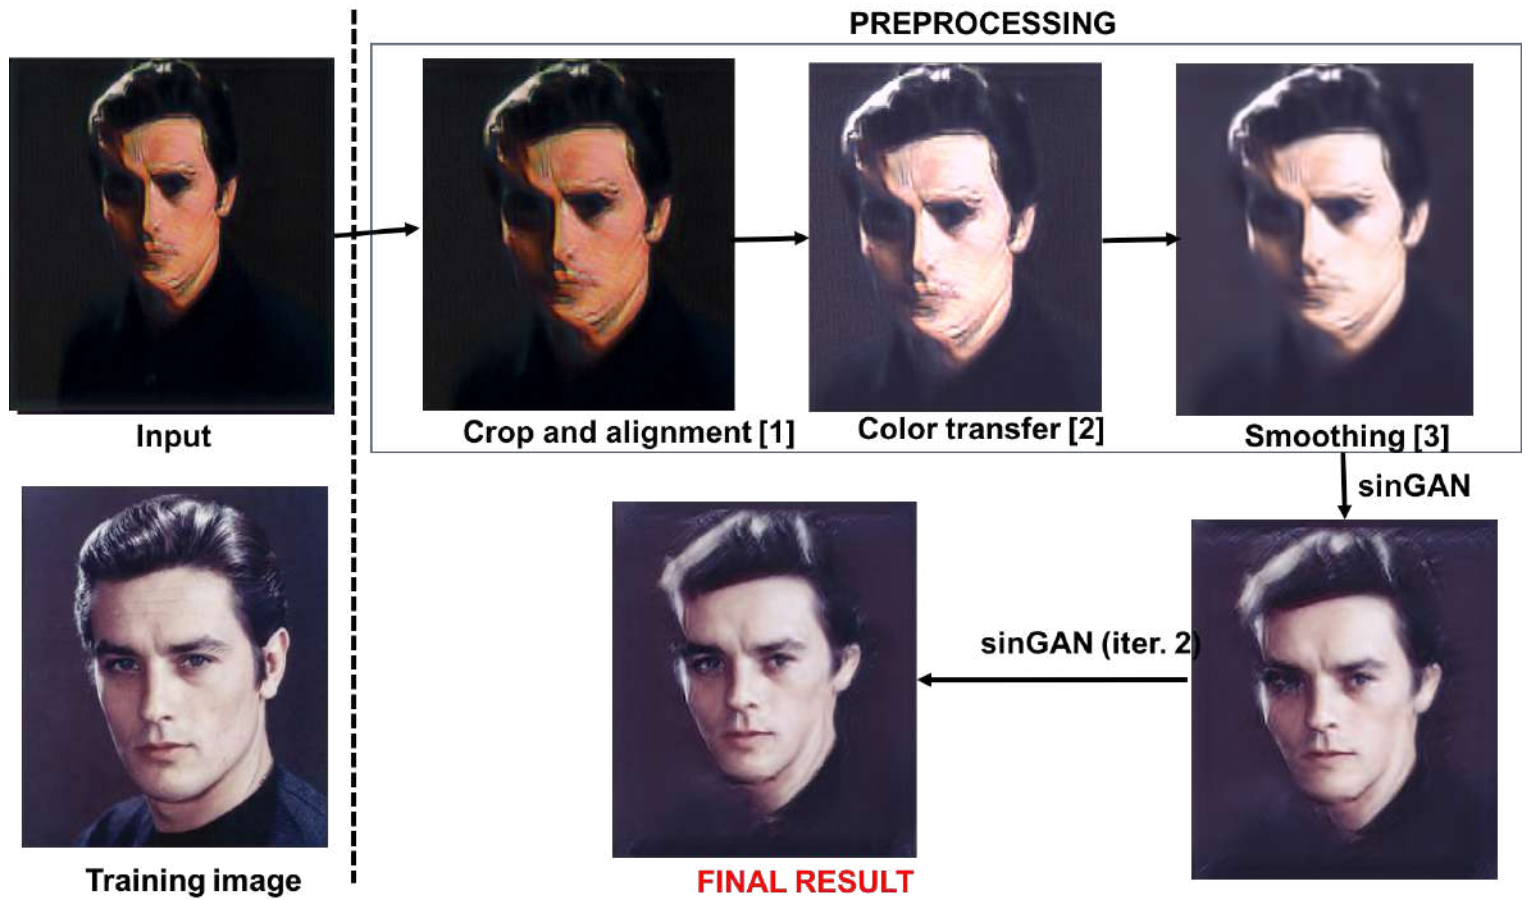 PREPROCESSING
Input
Crop and alignment [1]
Color transfer [2]
Smoothing [3]
sinGAN
sinGAN (iter. 2)
Training image
FINAL RESULT